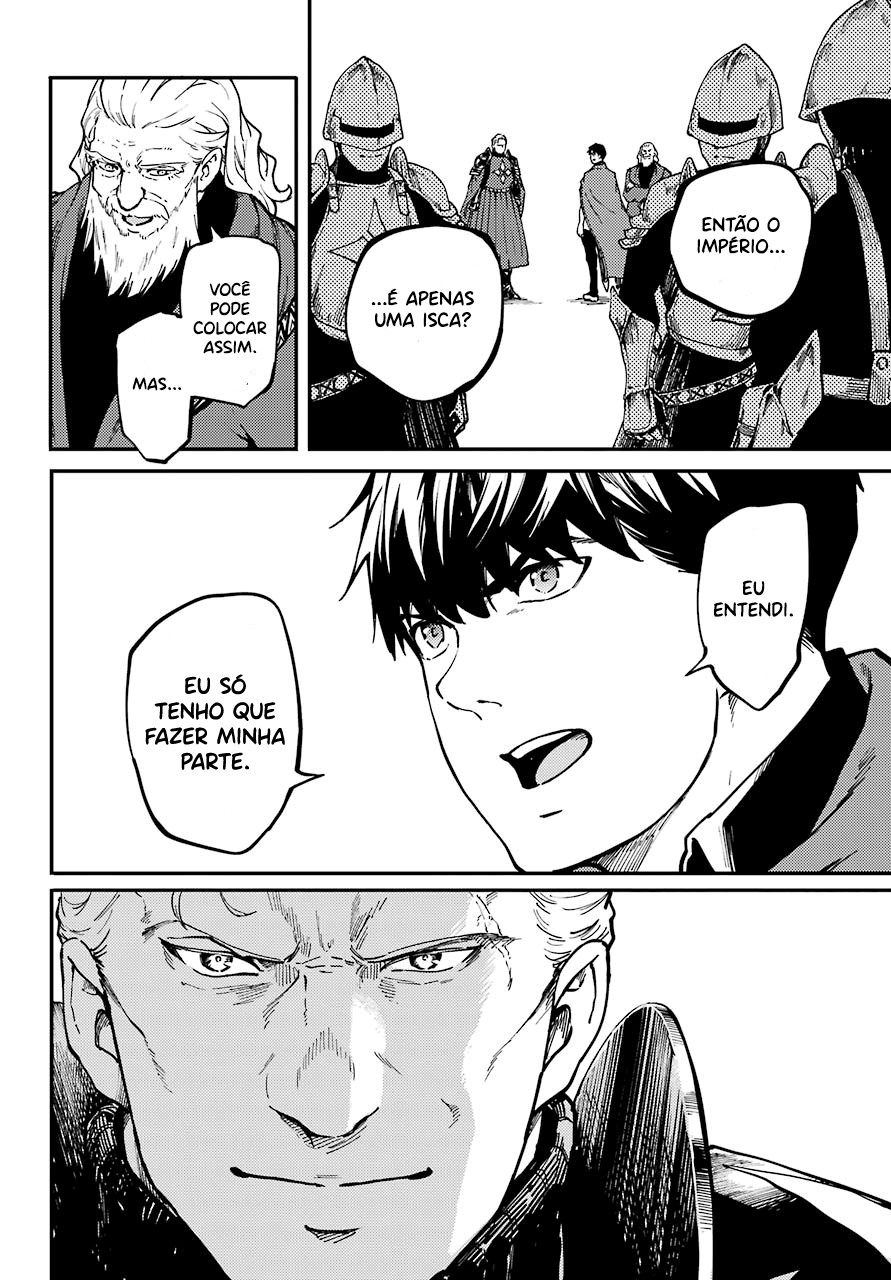 ENTÃO O
IMPÉRIO...
...É APENAS
UMA ISCA?
VOCÊ
PODE
COLOCAR
ASSIM.
MAS...
EU
ENTENDI.
EU SÓ
TENHO QUE
FAZER MINHA
PARTE.